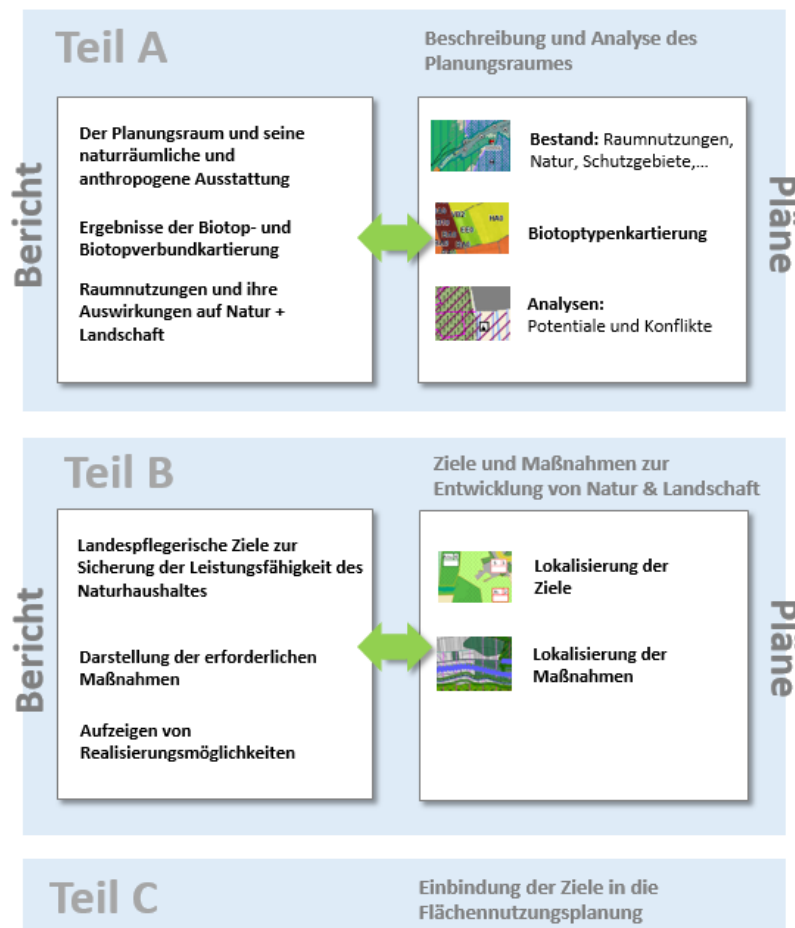 Teil A
Beschreibung und Analyse des
Planungsraumes
Bericht
Der Planungsraum und seine
naturräumliche und
anthropogene Ausstattung
Ergebnisse der Biotop- und
Biotopverbundkartierung
Raumnutzungen und ihre
Auswirkungen auf Natur +
Landschaft
Bestand: Raumnutzungen,
Natur, Schutzgebiete,...
HA0
EE0
Biotoptypenkartierung
Analysen:
Potentiale und Konflikte
Pläne
Teil B
Ziele und Maßnahmen zur
Entwicklung von Natur & Landschaft
Bericht
Landespflegerische Ziele zur
Sicherung der Leistungsfähigkeit des
Naturhaushaltes
Darstellung der erforderlichen
Maßnahmen
Aufzeigen von
Realisierungsmöglichkeiten
Lokalisierung der
Ziele
Lokalisierung der
Maßnahmen
Pläne
Teil C
Einbindung der Ziele in die
Flächennutzungsplanung